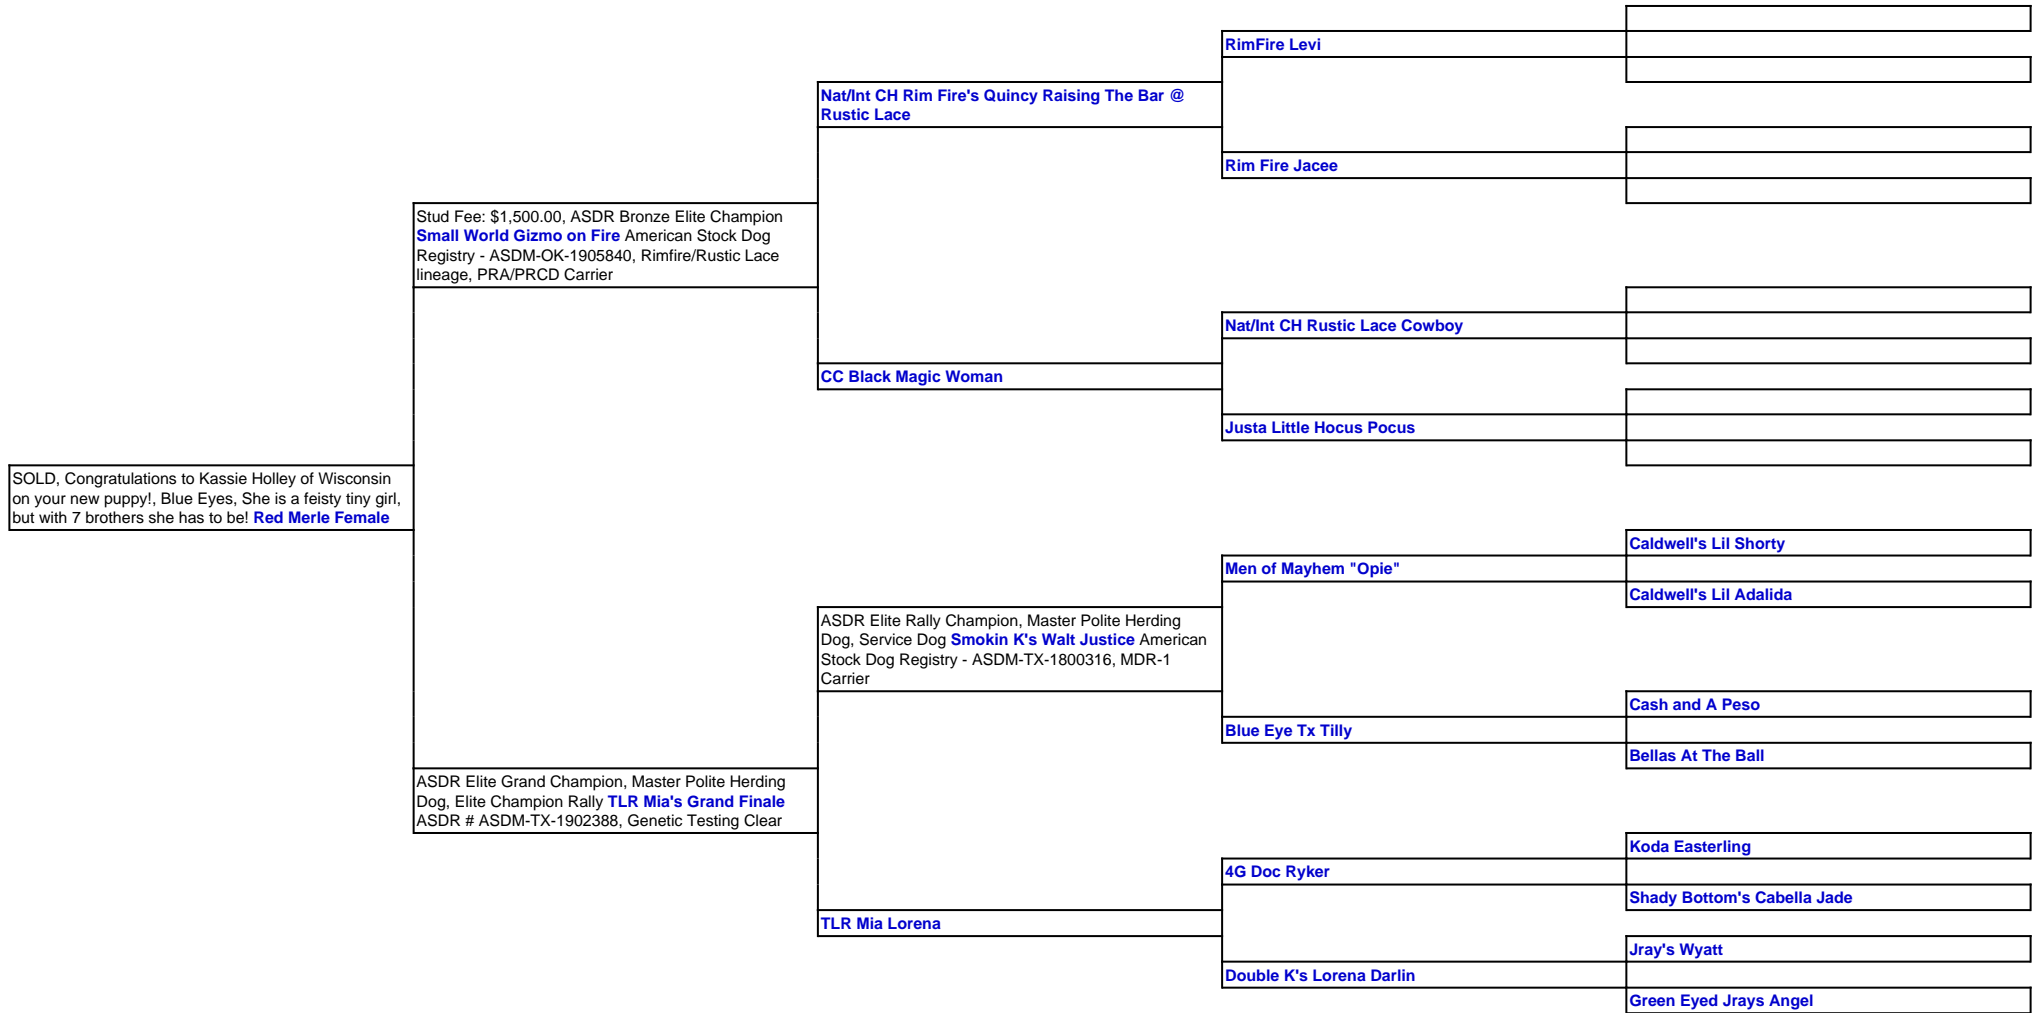 RimFire Levi
Nat/Int CH Rim Fire's Quincy Raising The Bar @
Rustic Lace
Rim Fire Jacee
Stud Fee: $1,500.00, ASDR Bronze Elite Champion
Small World Gizmo on Fire American Stock Dog
Registry - ASDM-OK-1905840, Rimfire/Rustic Lace
lineage, PRA/PRCD Carrier
Nat/Int CH Rustic Lace Cowboy
CC Black Magic Woman
Justa Little Hocus Pocus
SOLD, Congratulations to Kassie Holley of Wisconsin
on your new puppy!, Blue Eyes, She is a feisty tiny girl,
but with 7 brothers she has to be! Red Merle Female
Caldwell's Lil Shorty
Men of Mayhem "Opie"
Caldwell's Lil Adalida
ASDR Elite Rally Champion, Master Polite Herding
Dog, Service Dog Smokin K's Walt Justice American
Stock Dog Registry - ASDM-TX-1800316, MDR-1
Carrier
Cash and A Peso
Blue Eye Tx Tilly
Bellas At The Ball
ASDR Elite Grand Champion, Master Polite Herding
Dog, Elite Champion Rally TLR Mia's Grand Finale
ASDR # ASDM-TX-1902388, Genetic Testing Clear
Koda Easterling
4G Doc Ryker
Shady Bottom's Cabella Jade
TLR Mia Lorena
Jray's Wyatt
Double K's Lorena Darlin
Green Eyed Jrays Angel